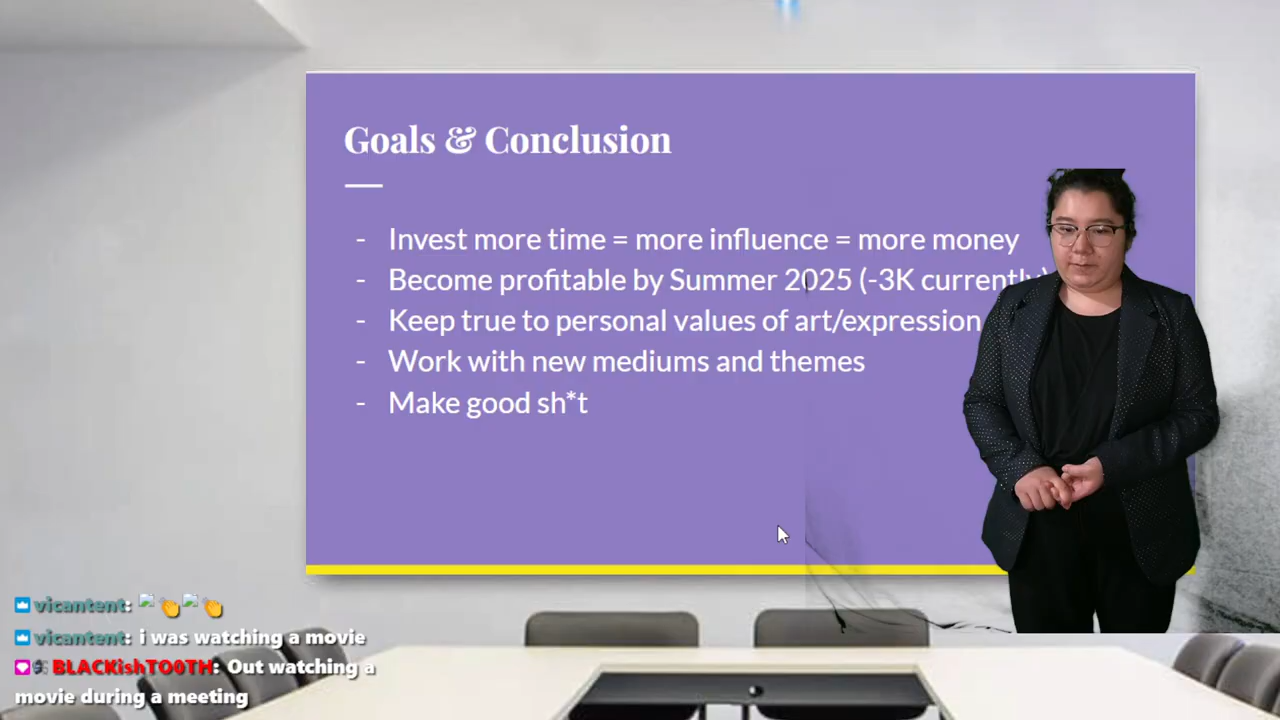 Goals & Conclusion
- Invest more time = more influence = more money
- Become profitable by Summer 2025 (-3K currently)
- Keep true to personal values of art/expression
- Work with new mediums and themes
- Make good sh*t
vicantent: 👏👏
vicantent: i was watching a movie
BLACKishTO0TH: Out watching a
movie during a meeting